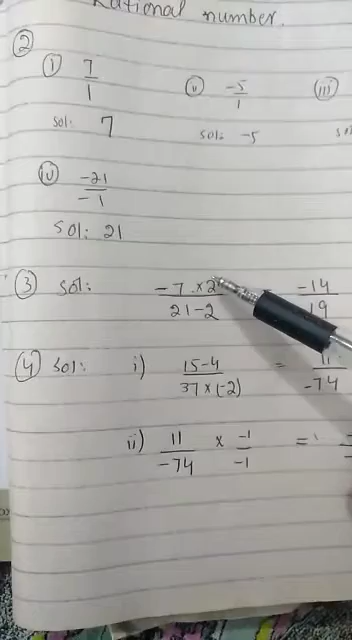 Rational number.
② i) 7/1 ii) -5/1 iii)
Sol: 7 Sol: -5
iv) -21/-1
Sol: 21
③ Sol: -7 × 2/21-2 -14/19
④ Sol: i) 15-4/37×(-2) = 11/-74
ii) 11/-74 × -1/-1 =